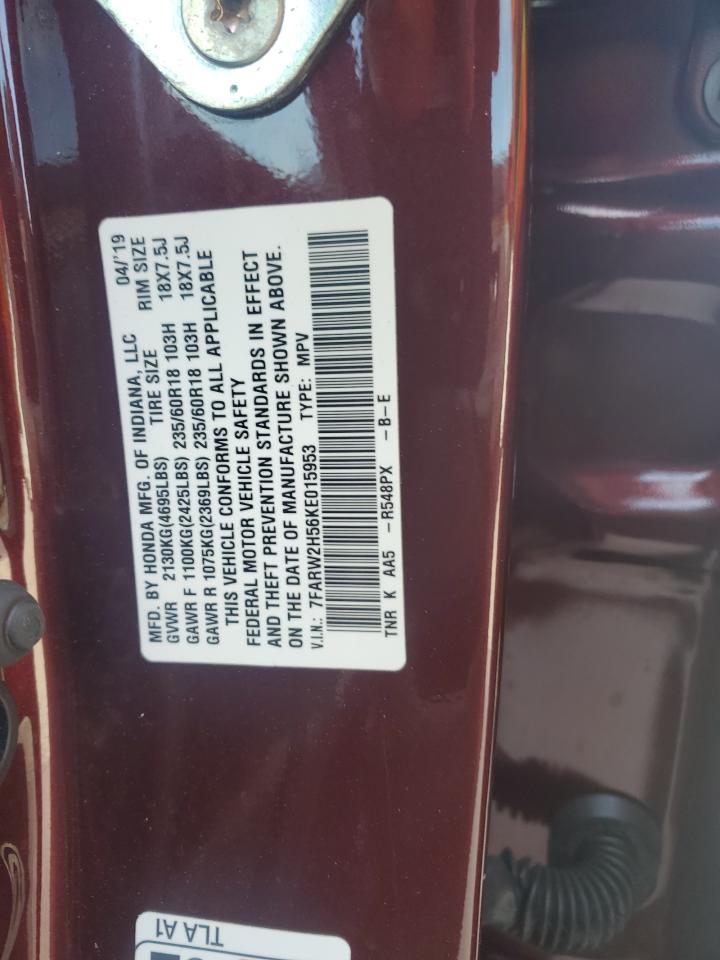 MFD. BY HONDA MFG. OF INDIANA, LLC 04/'19
GVWR 2130KG(4695LBS) TIRE SIZE RIM SIZE
GAWR F 1100KG(2425LBS) 235/60R18 103H 18X7.5J
GAWR R 1075KG(2369LBS) 235/60R18 103H 18X7.5J
THIS VEHICLE CONFORMS TO ALL APPLICABLE
FEDERAL MOTOR VEHICLE SAFETY
AND THEFT PREVENTION STANDARDS IN EFFECT
ON THE DATE OF MANUFACTURE SHOWN ABOVE.
V.I.N.: 7FARW2H56KE015953 TYPE: MPV
TNR K AA5 -R548PX -B-E
TLA A1